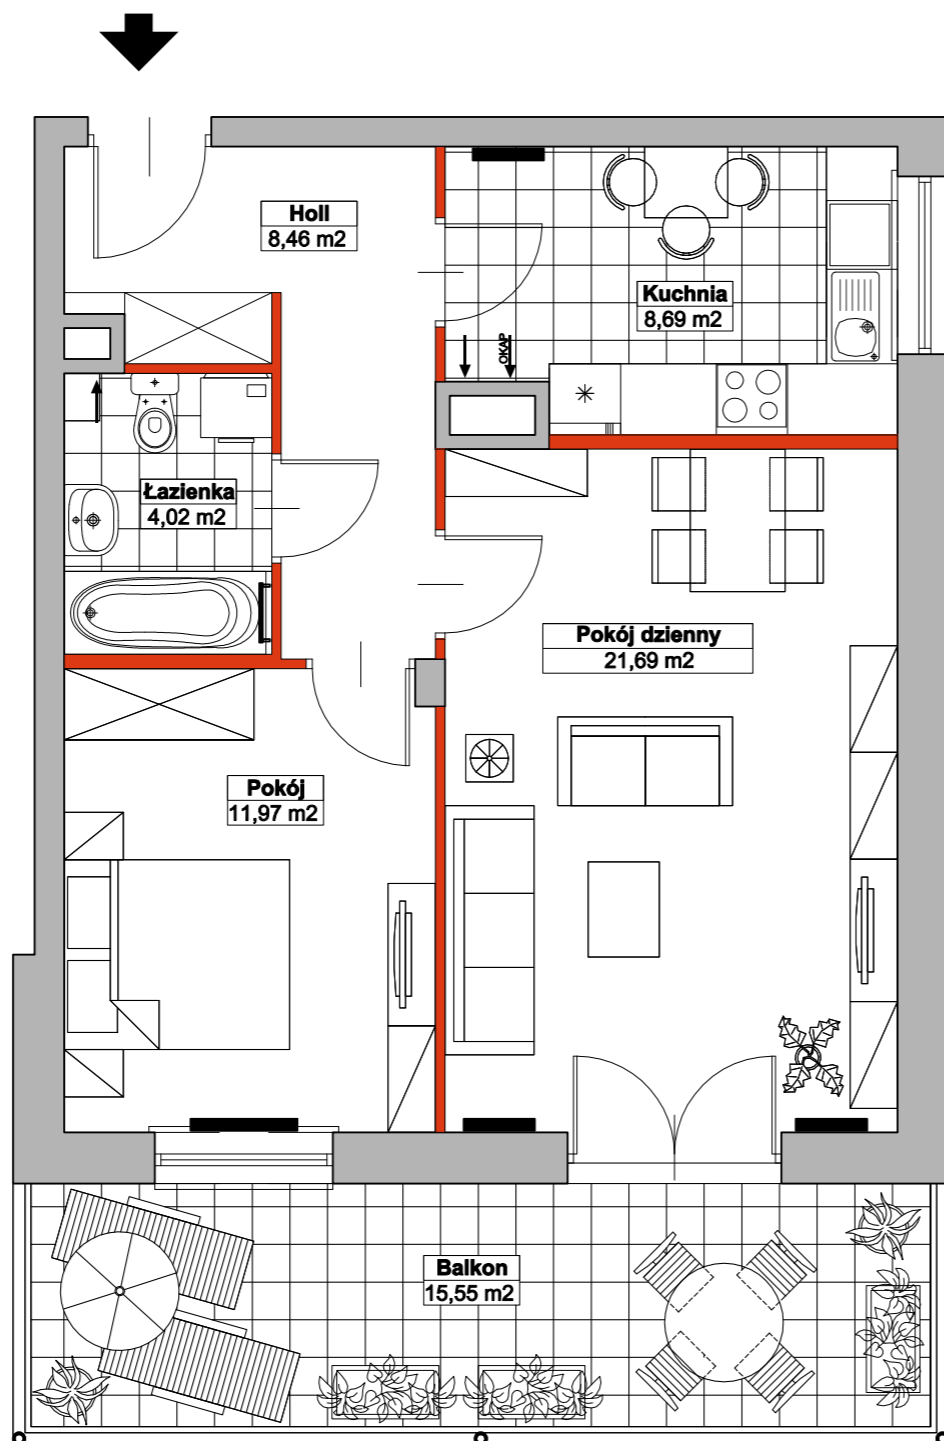 Holl
8,46 m2
Kuchnia
8,69 m2
OKAP
Łazienka
4,02 m2
Pokój dzienny
21,69 m2
Pokój
11,97 m2
Balkon
15,55 m2